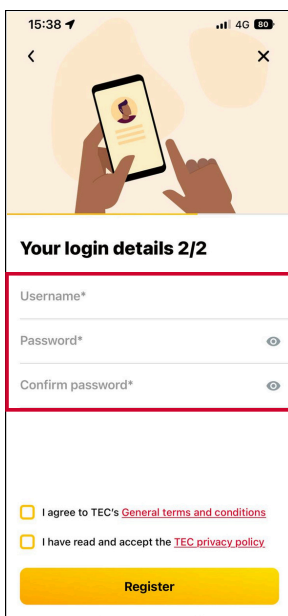 15:38 4G 80
Your login details 2/2
Username*
Password*
Confirm password*
I agree to TEC's General terms and conditions
I have read and accept the TEC privacy policy
Register